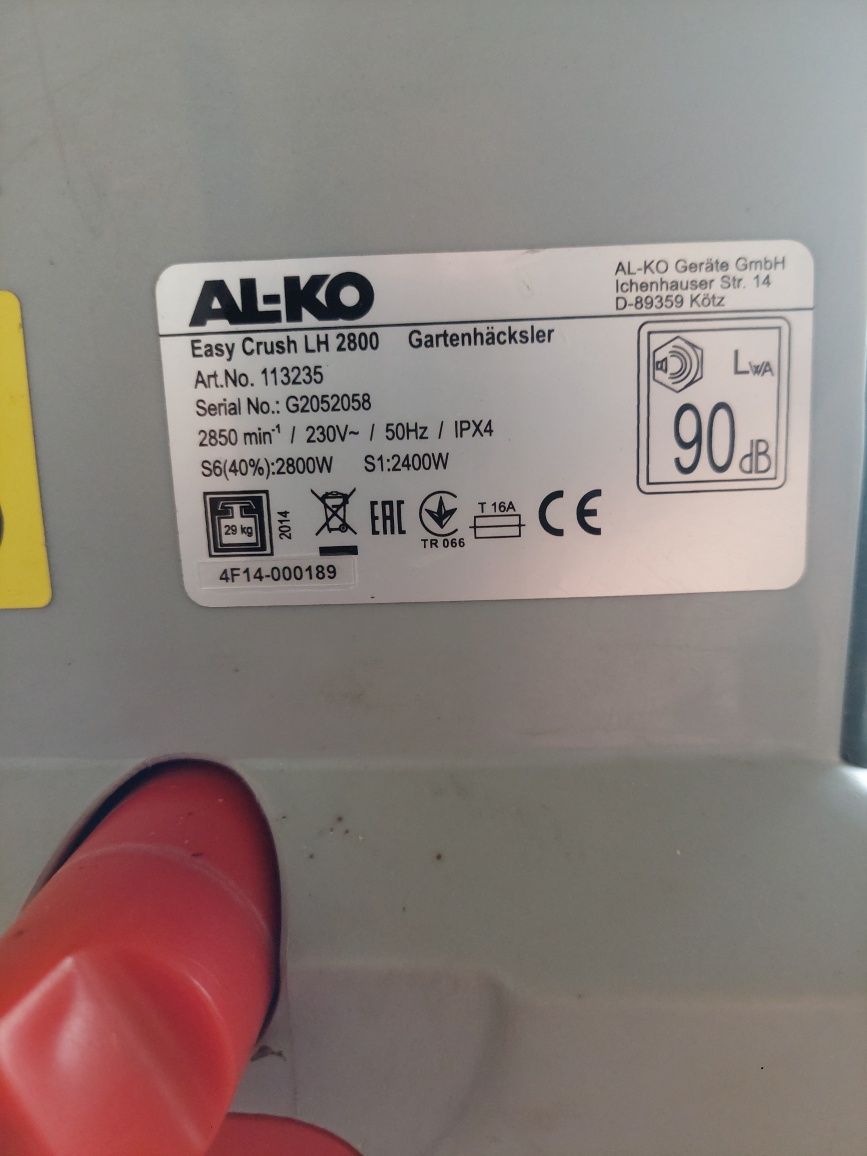 AL-KO
AL-KO Geräte GmbH
Ichenhauser Str. 14
D-89359 Kötz
Easy Crush LH 2800 Gartenhäcksler
Art.No. 113235
Serial No.: G2052058
2850 min⁻¹ / 230V~ / 50Hz / IPX4
S6(40%):2800W S1:2400W
LWA
90 dB
29 kg
2014
EAC
TR 066
T 16A
CE
4F14-000189